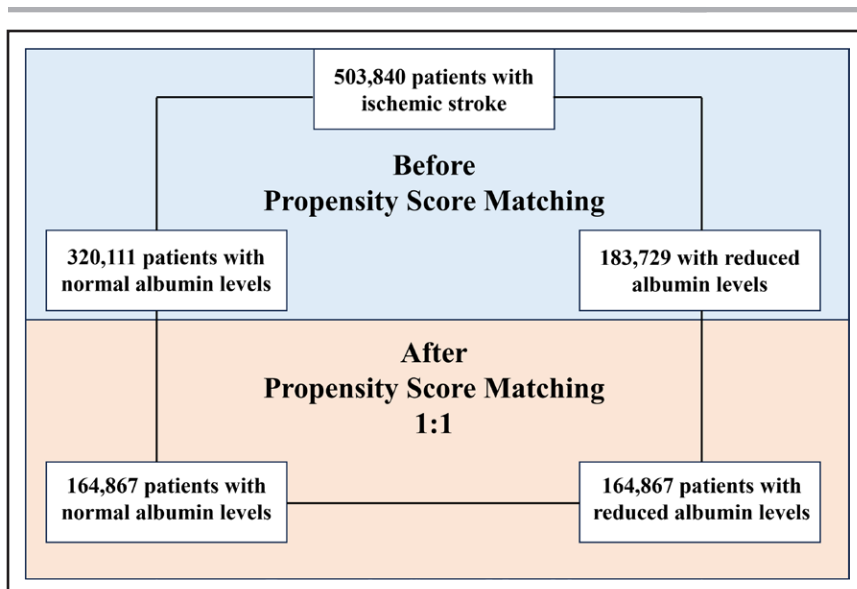 503,840 patients with
ischemic stroke
Before
Propensity Score Matching
320,111 patients with
normal albumin levels
183,729 with reduced
albumin levels
After
Propensity Score Matching
1:1
164,867 patients with
normal albumin levels
164,867 patients with
reduced albumin levels